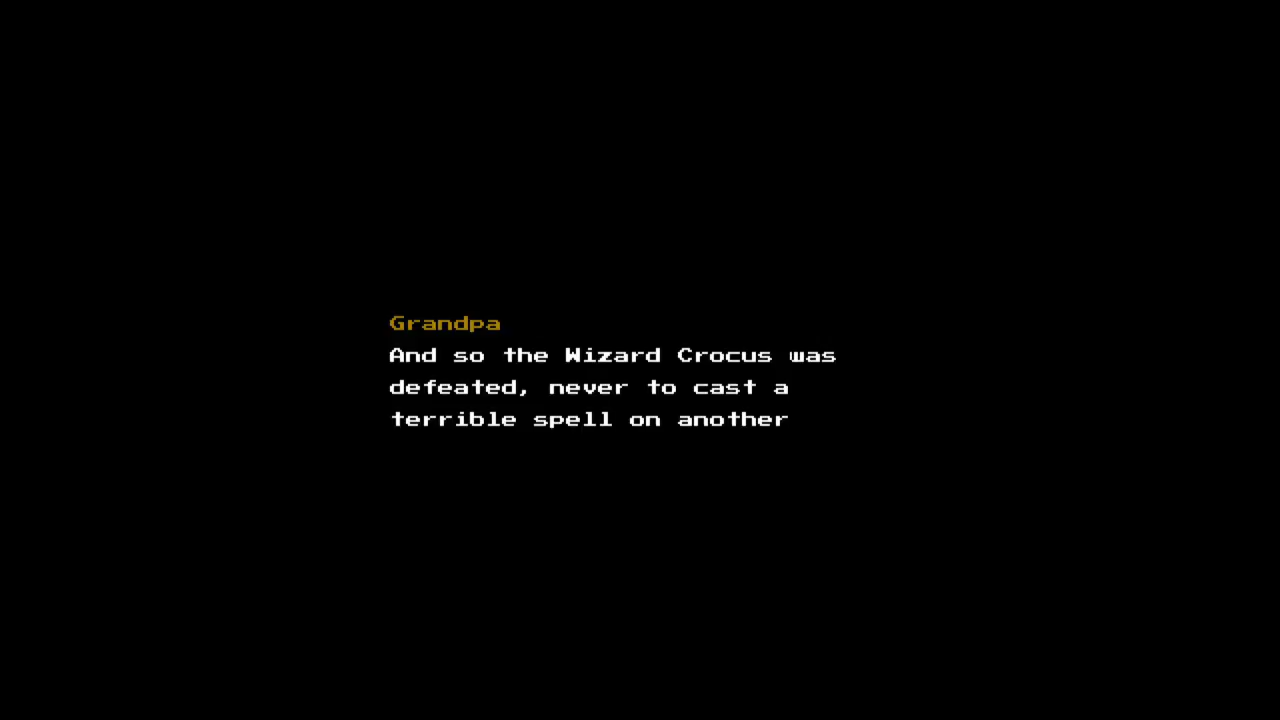 Grandpa
And so the Wizard Crocus was
defeated, never to cast a
terrible spell on another